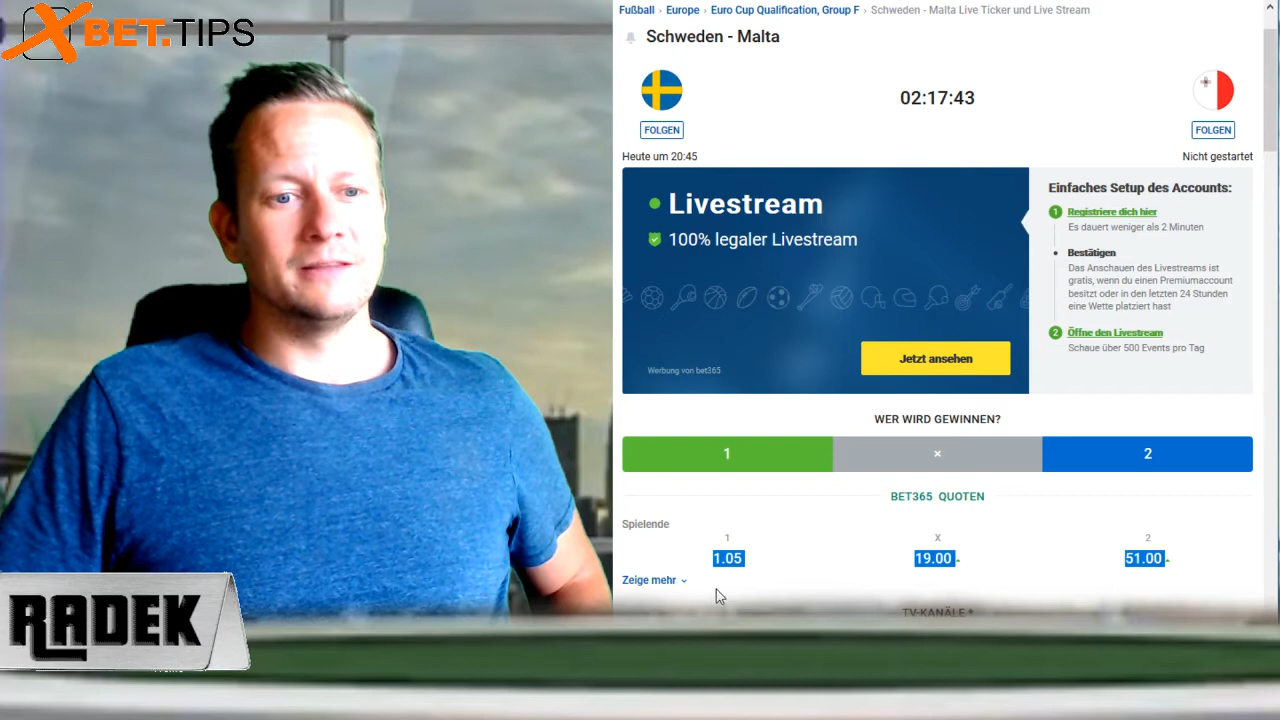 XBET.TIPS
Fußball › Europe › Euro Cup Qualification, Group F › Schweden - Malta Live Ticker und Live Stream
Schweden - Malta
02:17:43
FOLGEN
FOLGEN
Heute um 20:45
Nicht gestartet
Livestream
100% legaler Livestream
Werbung von bet365
Jetzt ansehen
Einfaches Setup des Accounts:
1 Registriere dich hier
Es dauert weniger als 2 Minuten
Bestätigen
Das Anschauen des Livestreams ist
gratis, wenn du einen Premiumaccount
besitzt oder in den letzten 24 Stunden
eine Wette platziert hast
2 Öffne den Livestream
Schaue über 500 Events pro Tag
WER WIRD GEWINNEN?
1 × 2
BET365 QUOTEN
Spielende
1 X 2
1.05 19.00 51.00
Zeige mehr
TV-KANÄLE *
RADEK